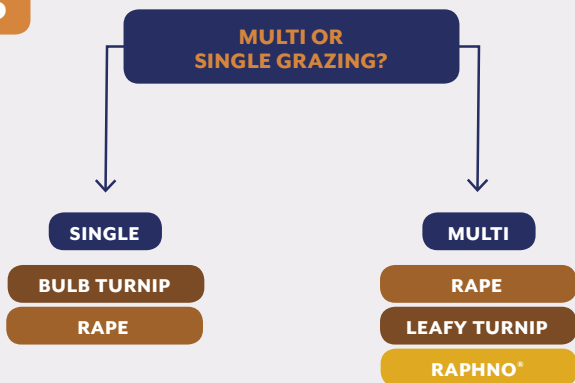 MULTI OR
SINGLE GRAZING?
SINGLE
BULB TURNIP
RAPE
MULTI
RAPE
LEAFY TURNIP
RAPHNO®